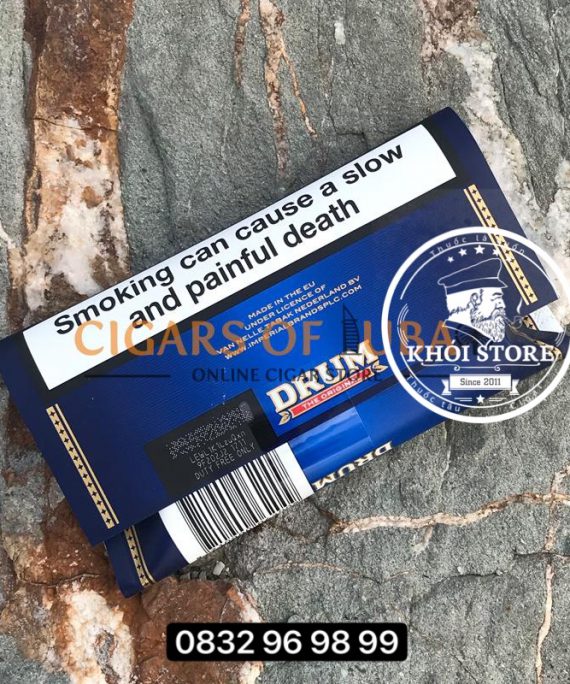 Smoking can cause a slow
and painful death
MADE IN THE EU
UNDER LICENCE OF
VAN NELLE TABAK NEDERLAND BV
WWW.IMPERIALBRANDSPLC.COM
CIGARS OF
ONLINE CIGAR STORE
DRUM
THE ORIGINAL
DRUM
DUTY FREE ONLY
KHÓI STORE
Since 2011
0832 96 98 99